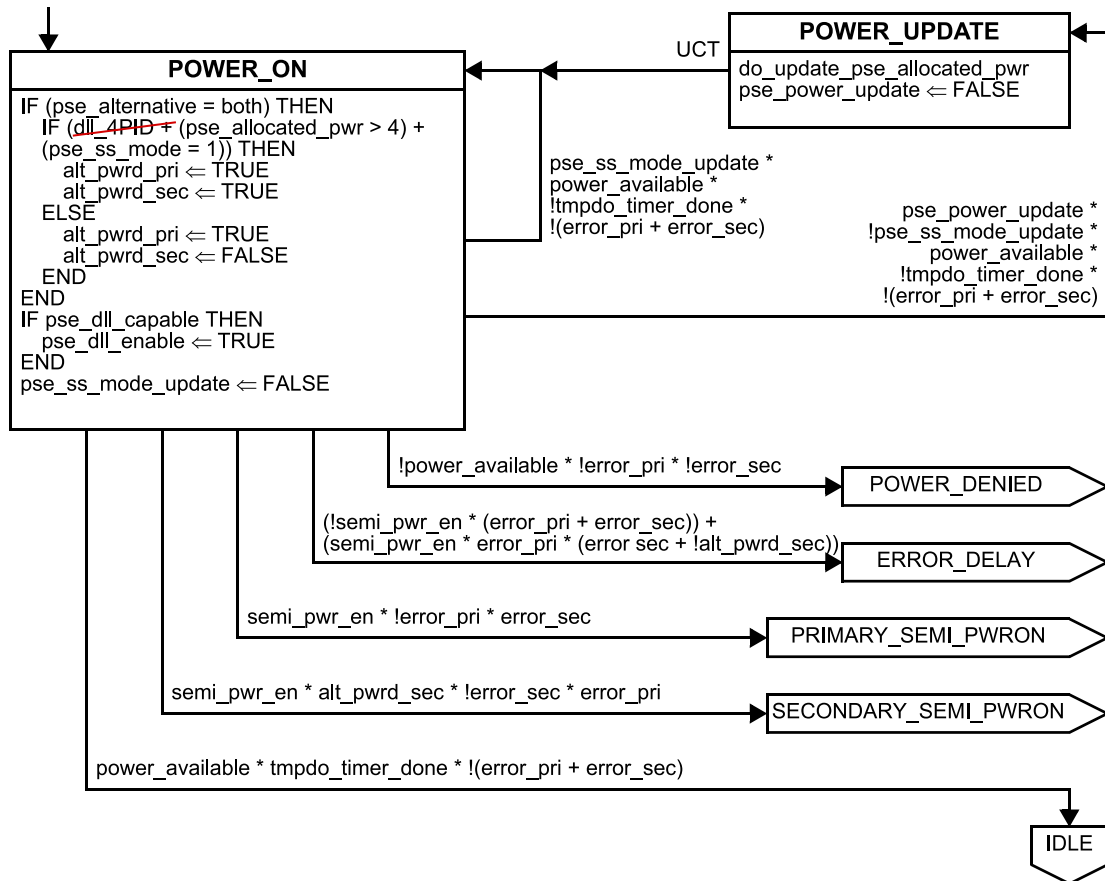 POWER_UPDATE
do_update_pse_allocated_pwr
pse_power_update ⇐ FALSE
UCT
POWER_ON
IF (pse_alternative = both) THEN
IF (dll_4PID + (pse_allocated_pwr > 4) +
(pse_ss_mode = 1)) THEN
alt_pwrd_pri ⇐ TRUE
alt_pwrd_sec ⇐ TRUE
ELSE
alt_pwrd_pri ⇐ TRUE
alt_pwrd_sec ⇐ FALSE
END
END
IF pse_dll_capable THEN
pse_dll_enable ⇐ TRUE
END
pse_ss_mode_update ⇐ FALSE
pse_ss_mode_update *
power_available *
!tmpdo_timer_done *
!(error_pri + error_sec)
pse_power_update *
!pse_ss_mode_update *
power_available *
!tmpdo_timer_done *
!(error_pri + error_sec)
!power_available * !error_pri * !error_sec
POWER_DENIED
(!semi_pwr_en * (error_pri + error_sec)) +
(semi_pwr_en * error_pri * (error sec + !alt_pwrd_sec))
ERROR_DELAY
semi_pwr_en * !error_pri * error_sec
PRIMARY_SEMI_PWRON
semi_pwr_en * alt_pwrd_sec * !error_sec * error_pri
SECONDARY_SEMI_PWRON
power_available * tmpdo_timer_done * !(error_pri + error_sec)
IDLE